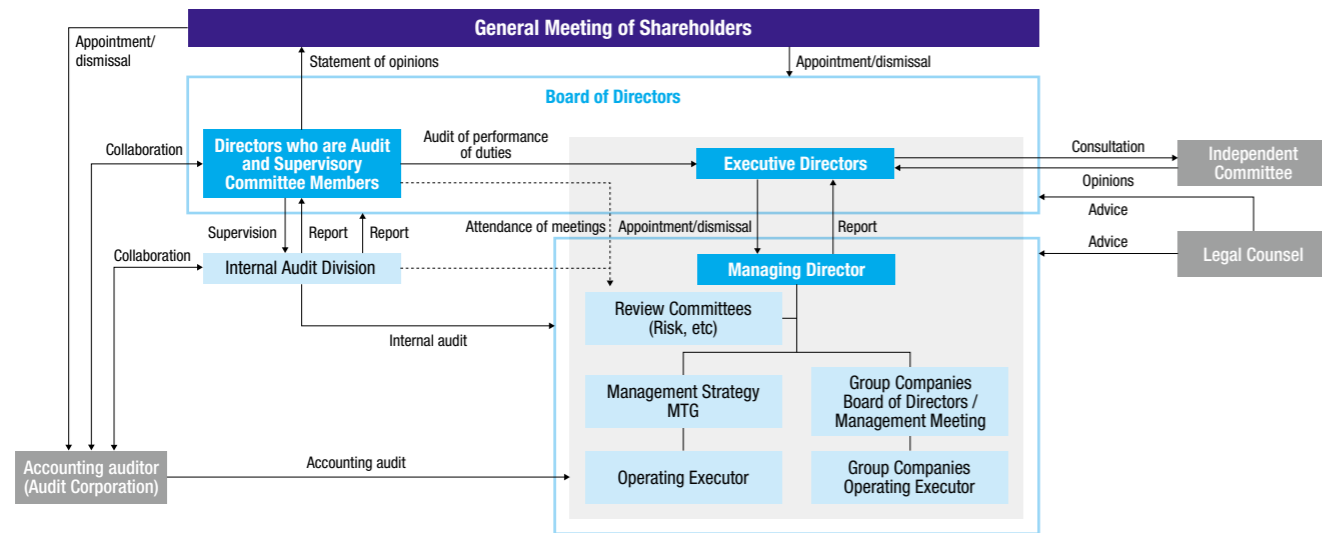 General Meeting of Shareholders
Appointment/
dismissal
Statement of opinions
Appointment/dismissal
Board of Directors
Collaboration
Directors who are Audit
and Supervisory
Committee Members
Audit of performance
of duties
Executive Directors
Consultation
Independent
Committee
Opinions
Advice
Supervision
Report
Report
Attendance of meetings
Appointment/dismissal
Report
Collaboration
Internal Audit Division
Managing Director
Advice
Legal Counsel
Review Committees
(Risk, etc)
Internal audit
Management Strategy
MTG
Group Companies
Board of Directors /
Management Meeting
Accounting auditor
(Audit Corporation)
Accounting audit
Operating Executor
Group Companies
Operating Executor